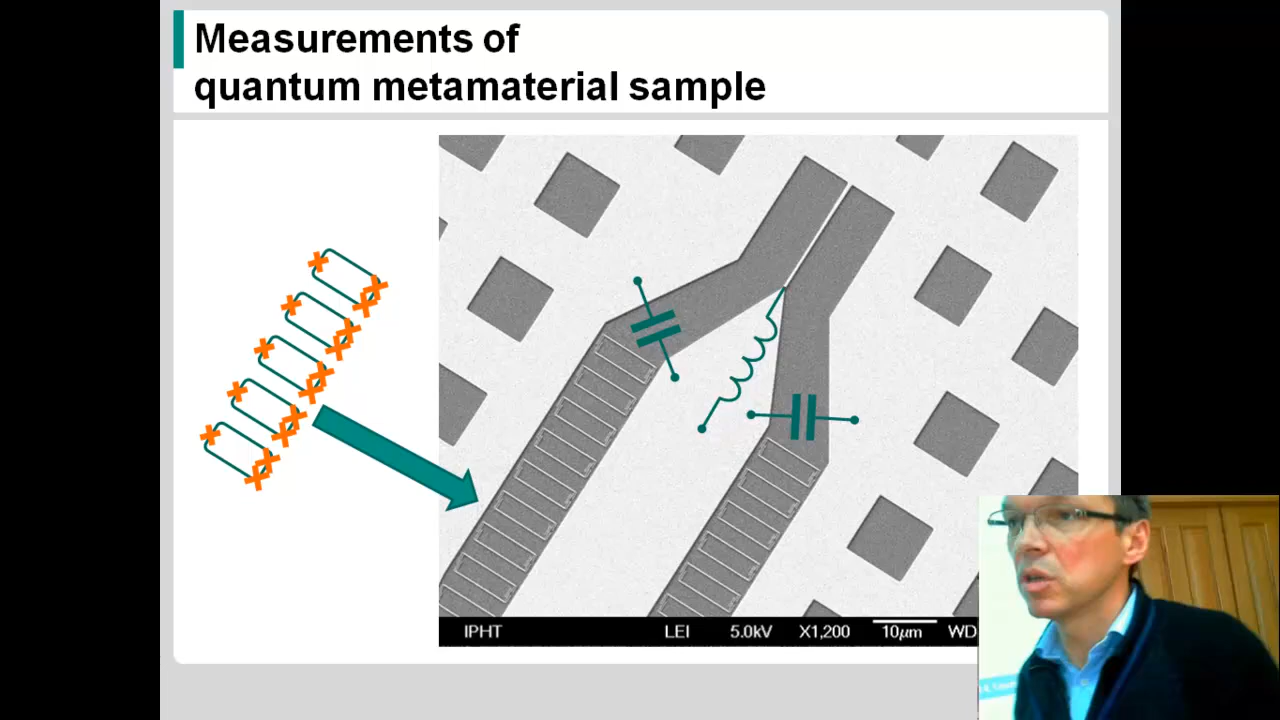 Measurements of
quantum metamaterial sample
IPHT LEI 5.0kV X1,200 10µm WD